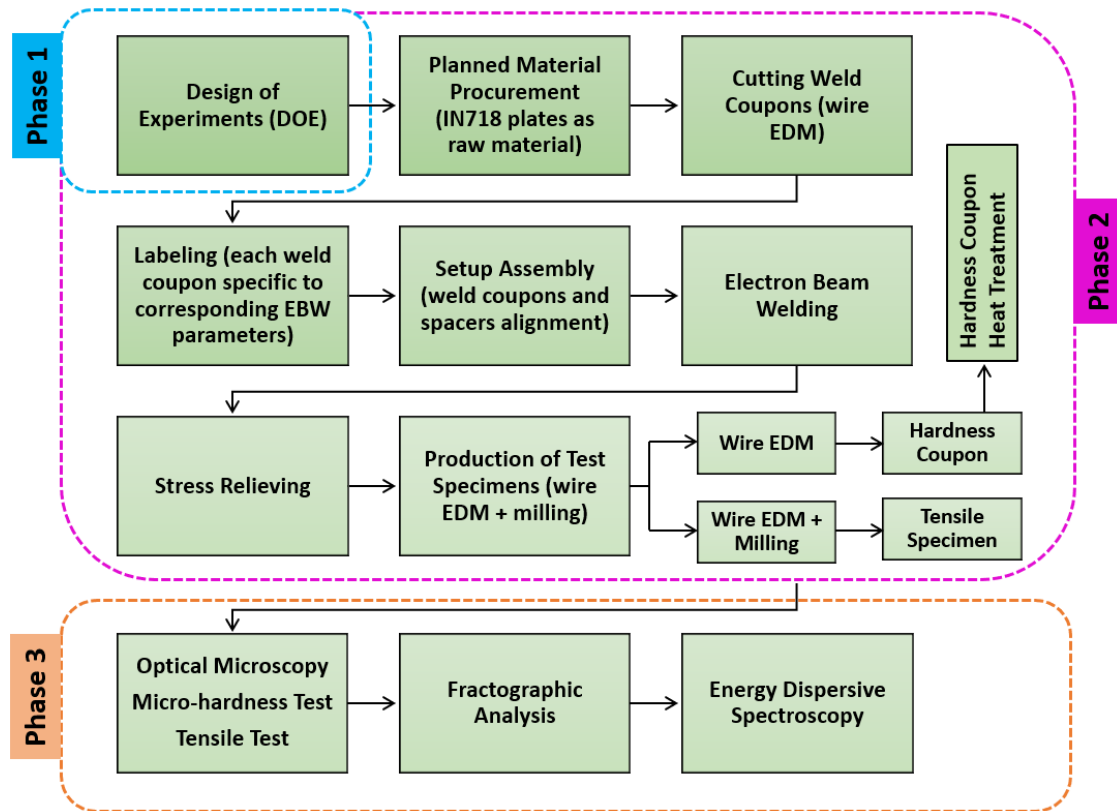 Phase 1
Design of
Experiments (DOE)
Planned Material
Procurement
(IN718 plates as
raw material)
Cutting Weld
Coupons (wire
EDM)
Phase 2
Labeling (each weld
coupon specific to
corresponding EBW
parameters)
Setup Assembly
(weld coupons and
spacers alignment)
Electron Beam
Welding
Hardness Coupon
Heat Treatment
Stress Relieving
Production of Test
Specimens (wire
EDM + milling)
Wire EDM
Hardness
Coupon
Wire EDM +
Milling
Tensile
Specimen
Phase 3
Optical Microscopy
Micro-hardness Test
Tensile Test
Fractographic
Analysis
Energy Dispersive
Spectroscopy